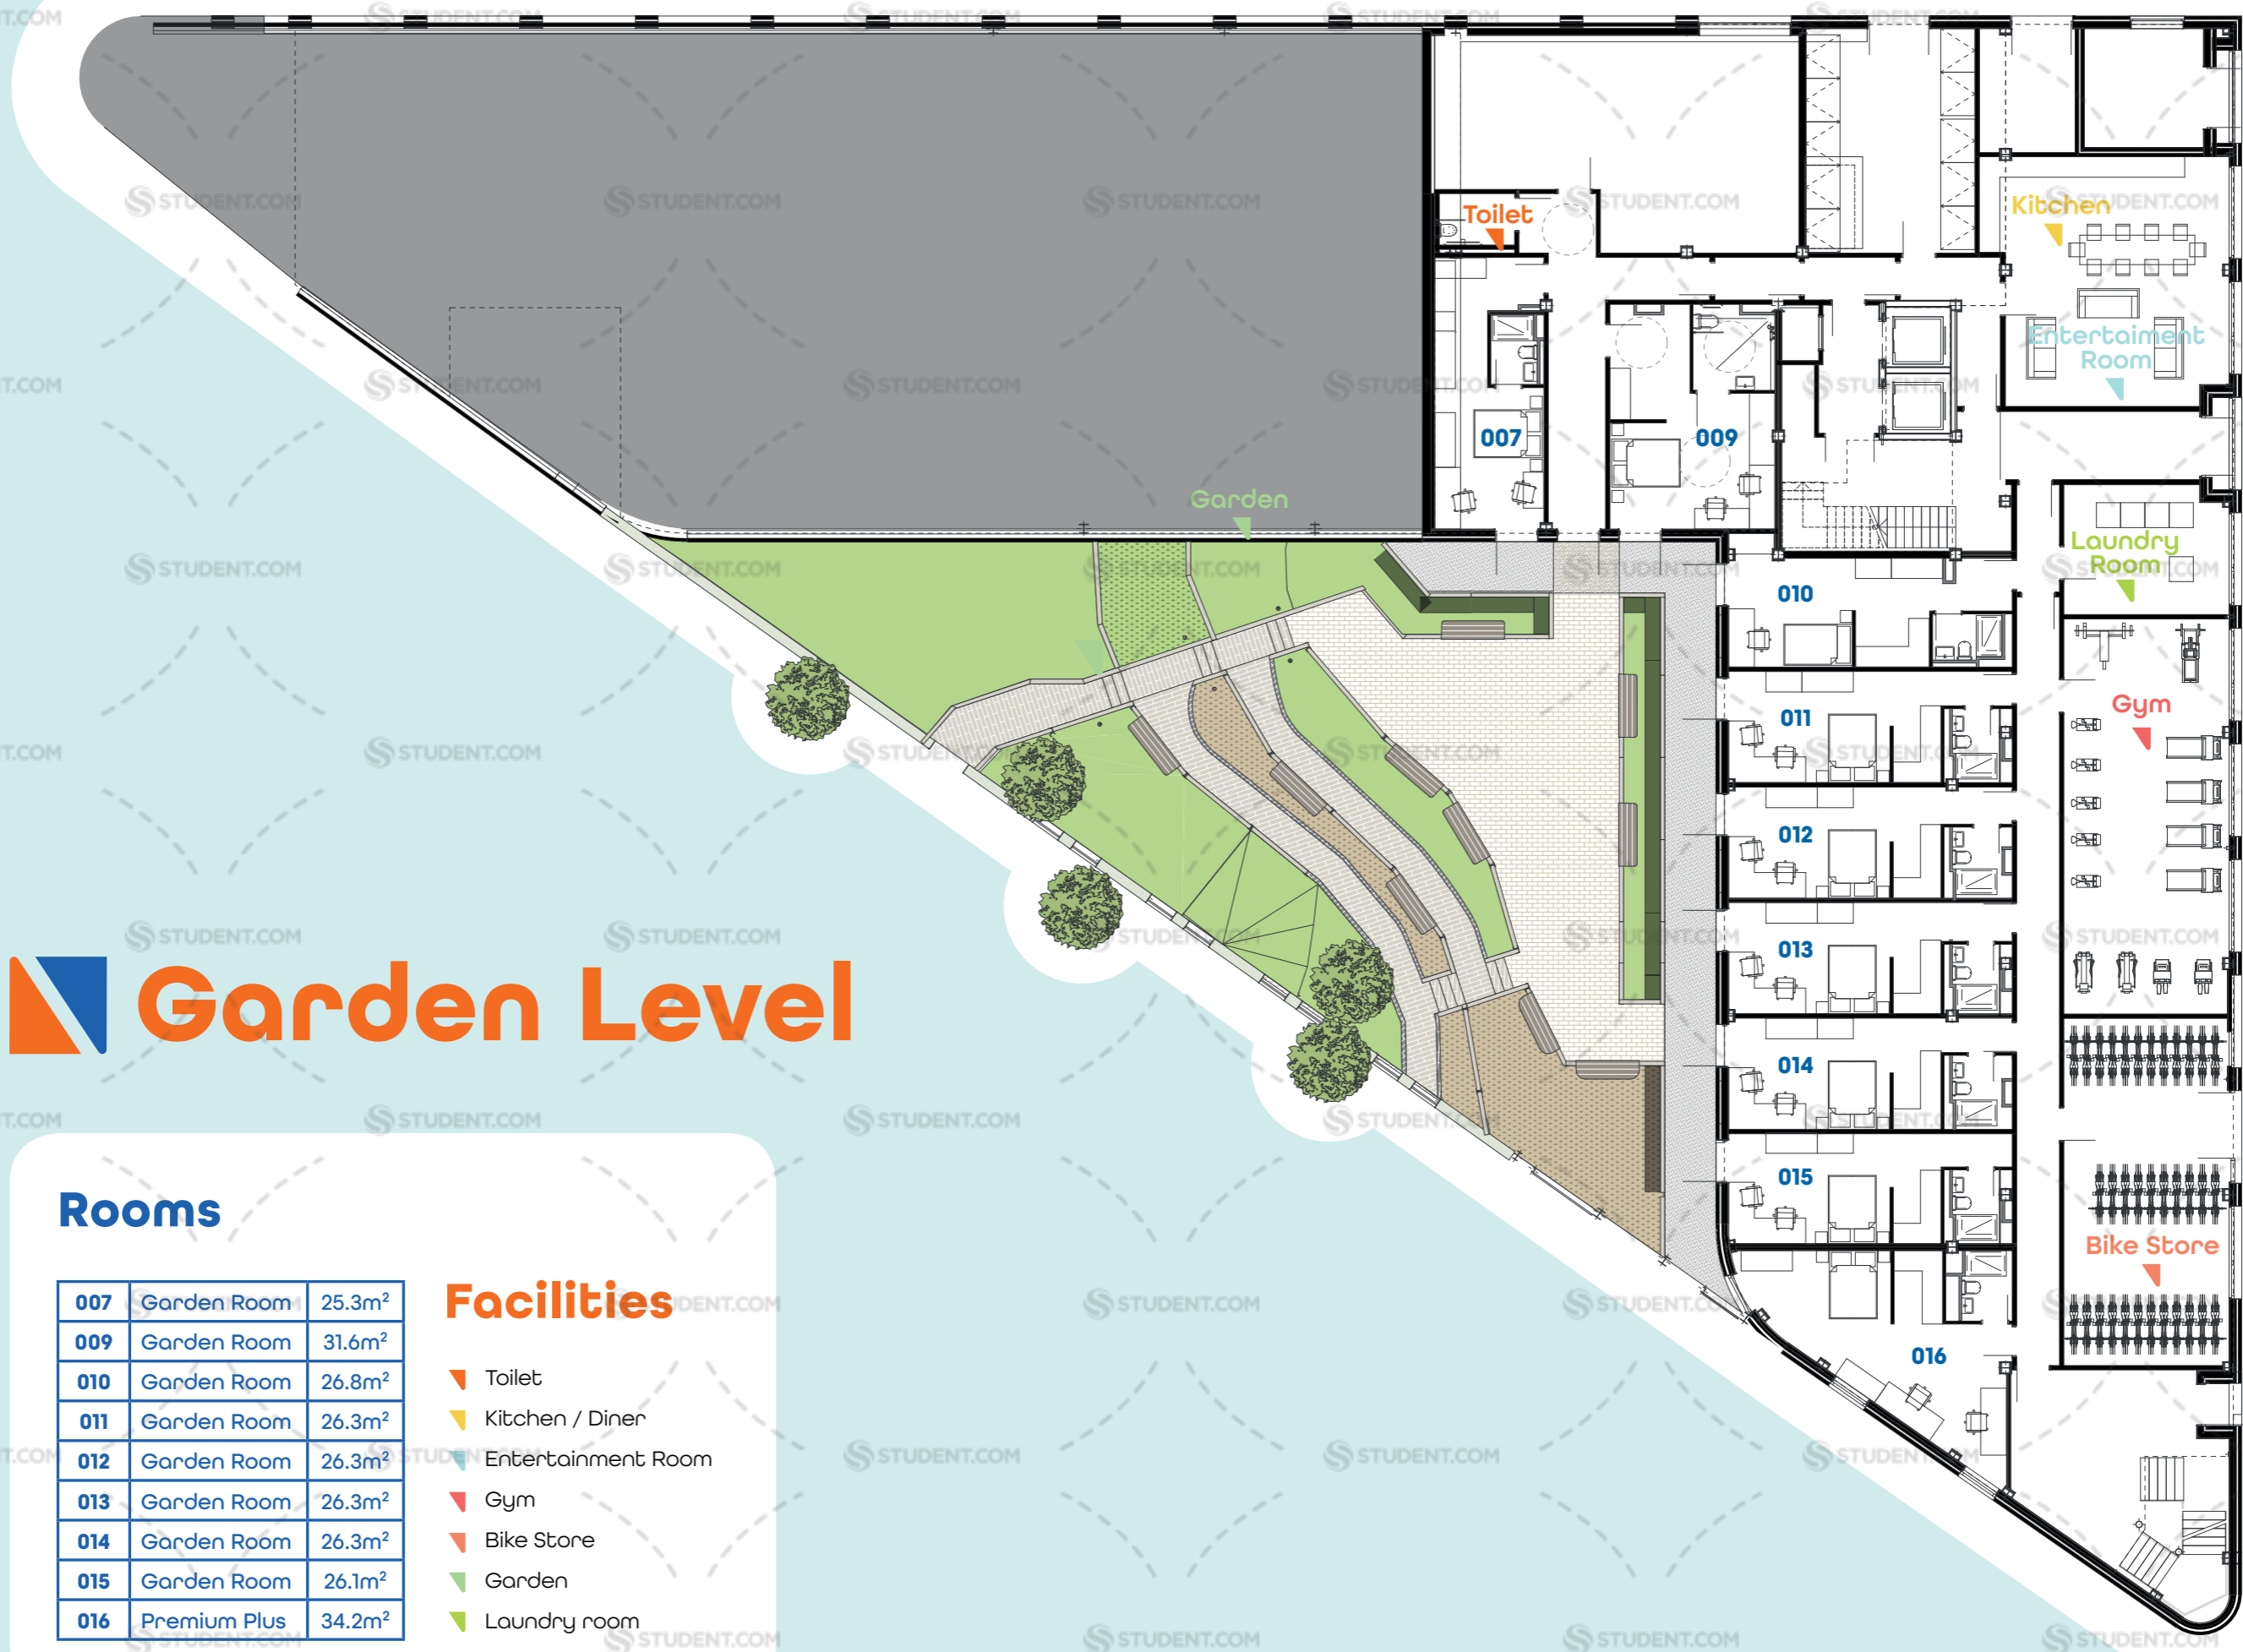 Toilet
Kitchen
Entertaiment
Room
007
009
Garden
Laundry
Room
010
011
Gym
012
013
014
015
Bike Store
016
Garden Level
Rooms
007 Garden Room 25.3m²
009 Garden Room 31.6m²
010 Garden Room 26.8m²
011 Garden Room 26.3m²
012 Garden Room 26.3m²
013 Garden Room 26.3m²
014 Garden Room 26.3m²
015 Garden Room 26.1m²
016 Premium Plus 34.2m²
Facilities
Toilet
Kitchen / Diner
Entertainment Room
Gym
Bike Store
Garden
Laundry room
STUDENT.COM